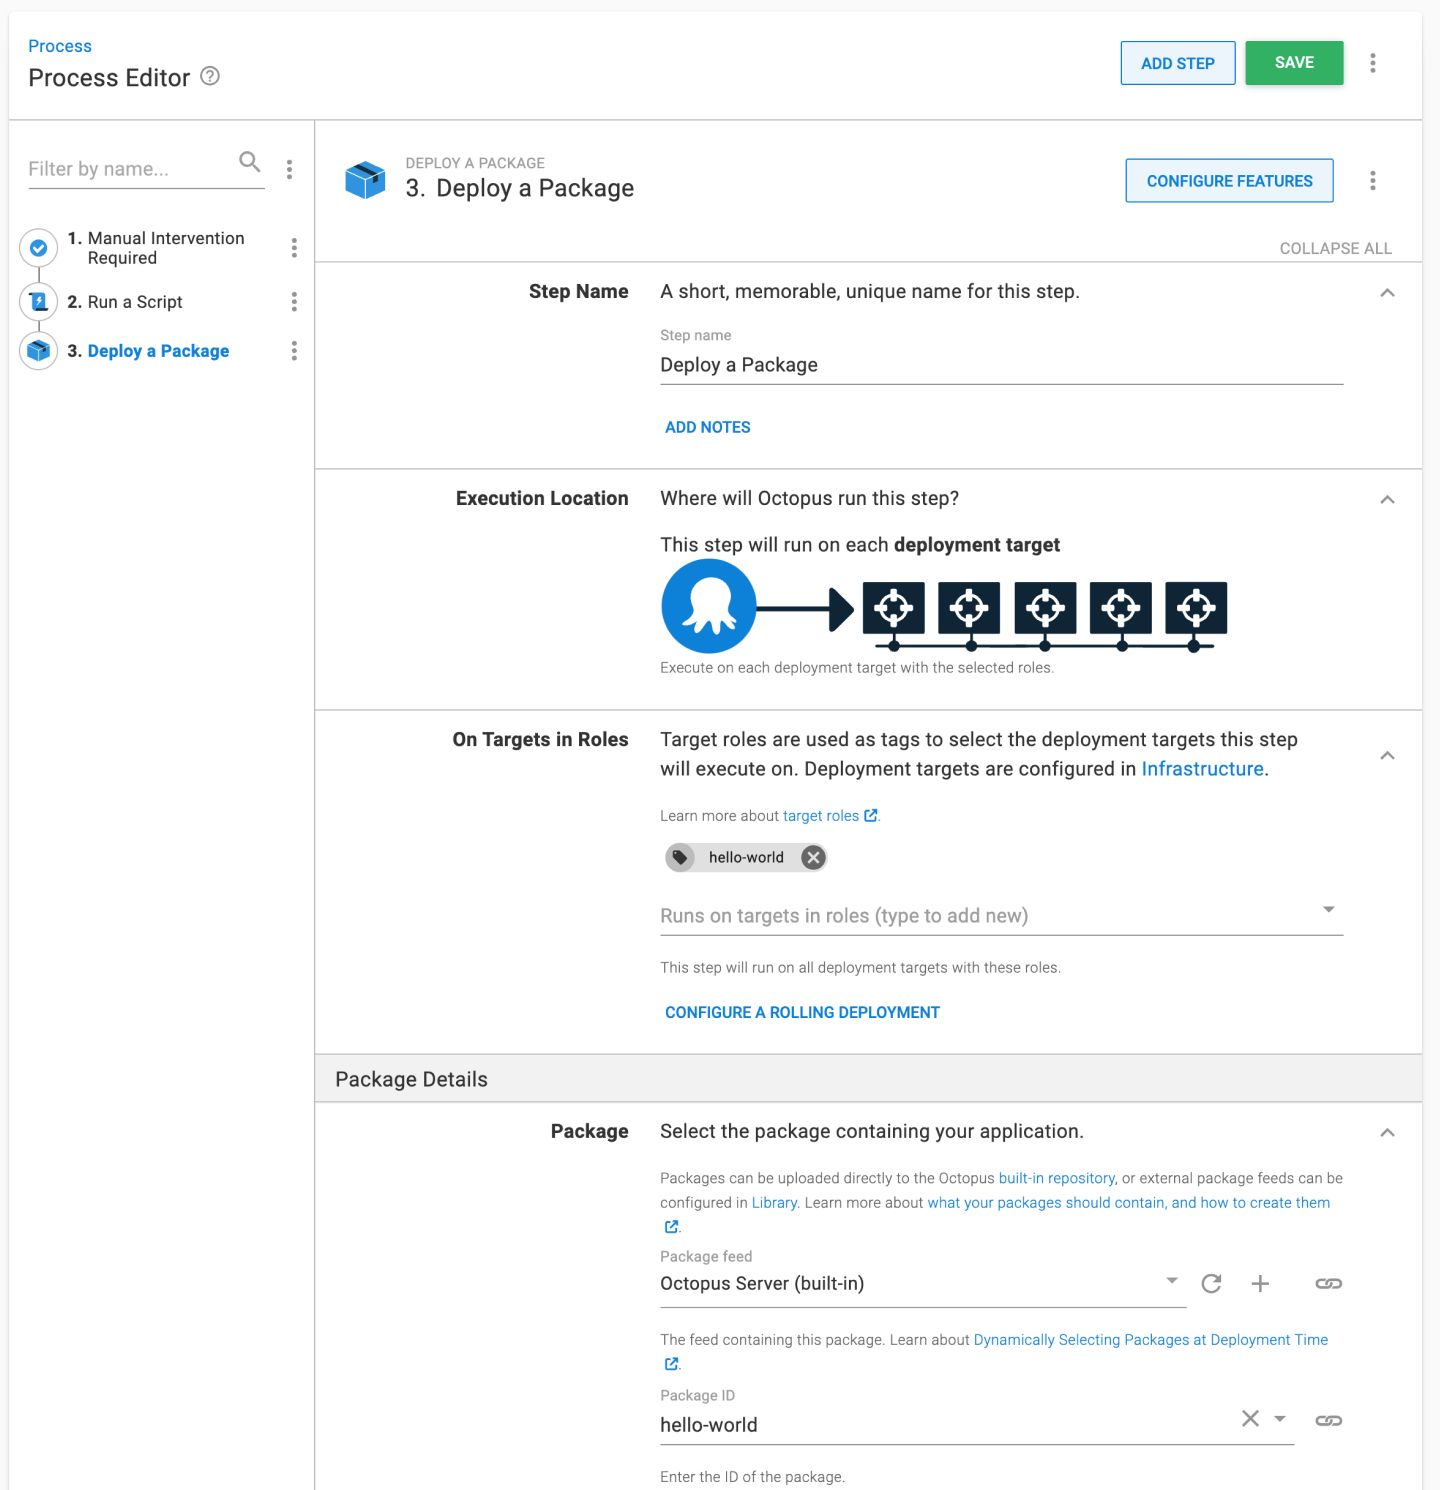 Process
Process Editor
ADD STEP
SAVE
Filter by name...
1. Manual Intervention
Required
2. Run a Script
3. Deploy a Package
DEPLOY A PACKAGE
3. Deploy a Package
CONFIGURE FEATURES
COLLAPSE ALL
Step Name
A short, memorable, unique name for this step.
Step name
Deploy a Package
ADD NOTES
Execution Location
Where will Octopus run this step?
This step will run on each deployment target
Execute on each deployment target with the selected roles.
On Targets in Roles
Target roles are used as tags to select the deployment targets this step
will execute on. Deployment targets are configured in Infrastructure.
Learn more about target roles.
hello-world
Runs on targets in roles (type to add new)
This step will run on all deployment targets with these roles.
CONFIGURE A ROLLING DEPLOYMENT
Package Details
Package
Select the package containing your application.
Packages can be uploaded directly to the Octopus built-in repository, or external package feeds can be
configured in Library. Learn more about what your packages should contain, and how to create them
.
Package feed
Octopus Server (built-in)
The feed containing this package. Learn about Dynamically Selecting Packages at Deployment Time
.
Package ID
hello-world
Enter the ID of the package.